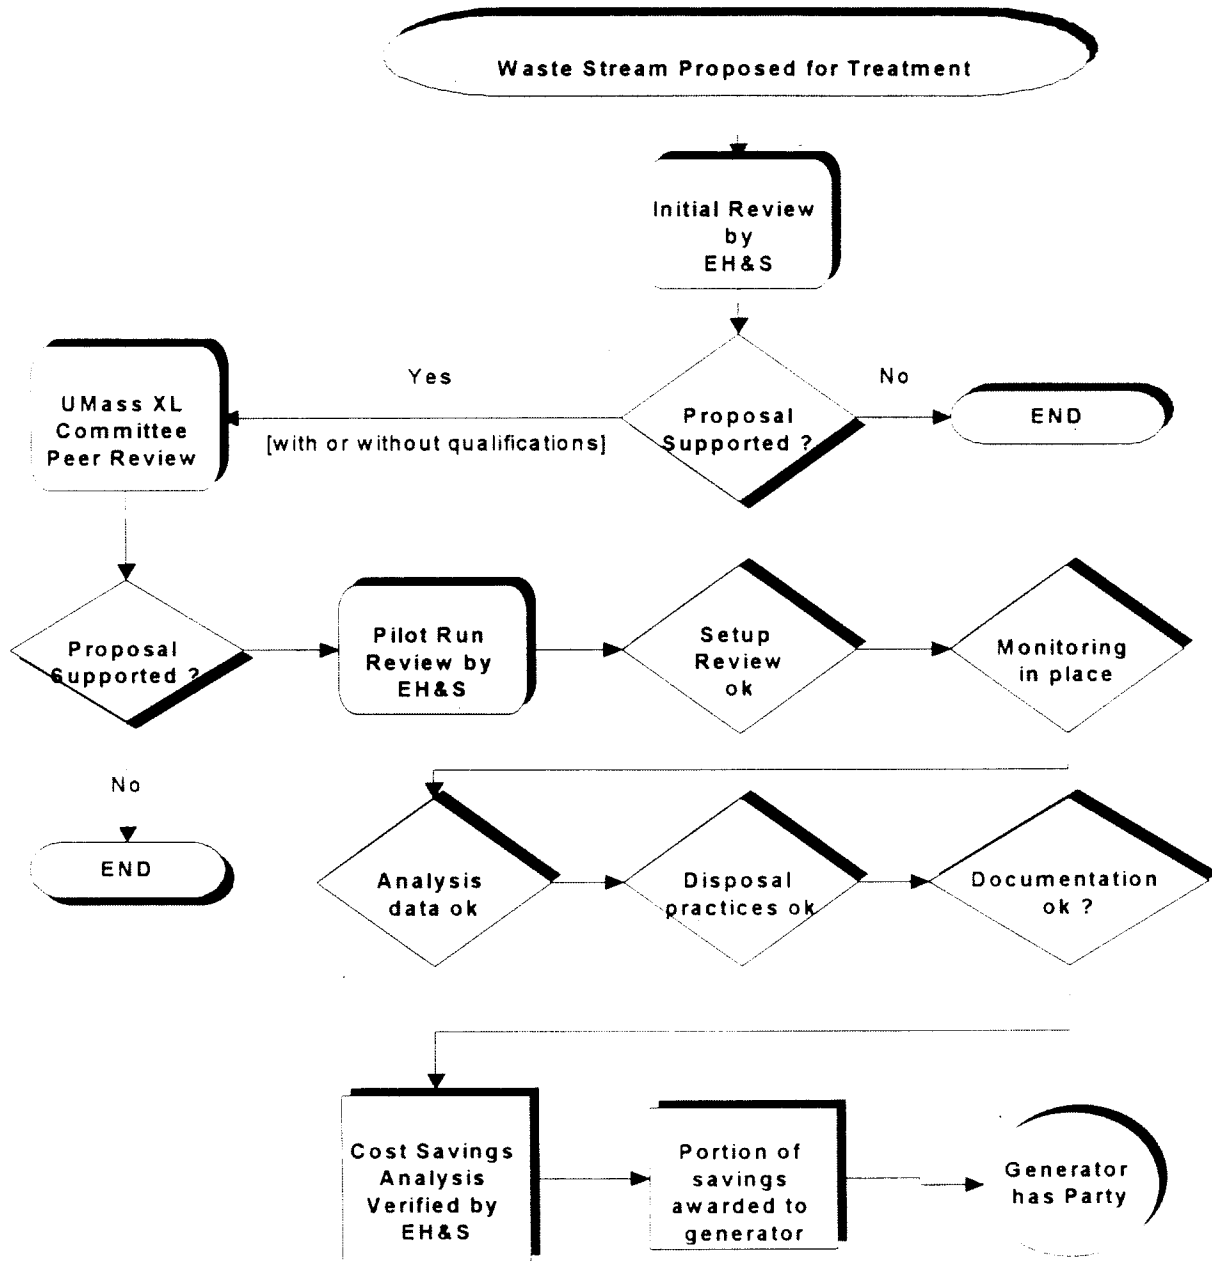 Waste Stream Proposed for Treatment
Initial Review
by
EH&S
Yes
No
UMass XL
Committee
Peer Review
[with or without qualifications]
Proposal
Supported ?
END
Proposal
Supported ?
Pilot Run
Review by
EH&S
Setup
Review
ok
Monitoring
in place
No
END
Analysis
data ok
Disposal
practices ok
Documentation
ok ?
Cost Savings
Analysis
Verified by
EH&S
Portion of
savings
awarded to
generator
Generator
has Party